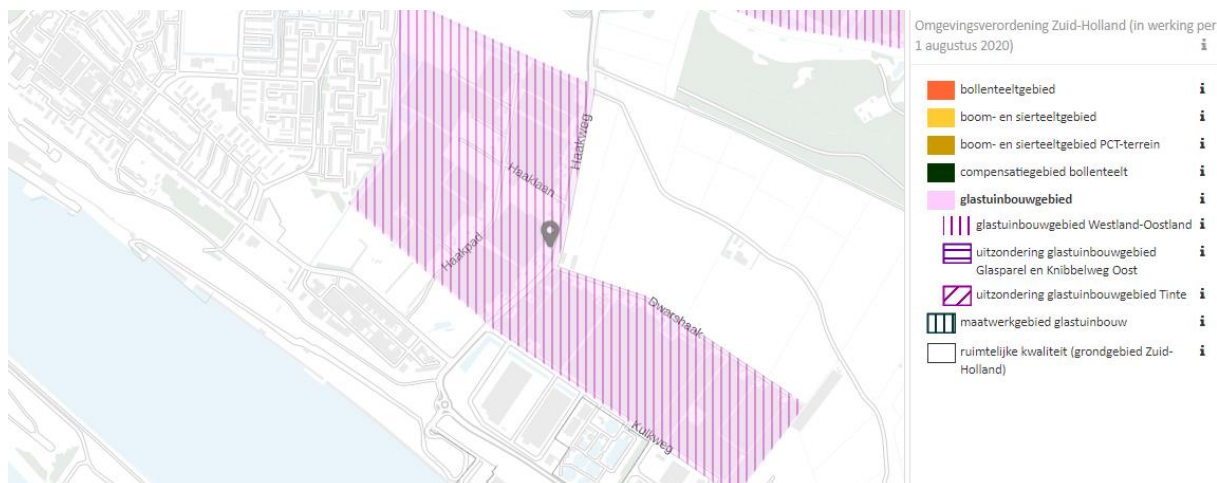 Haakweg
Haaklaan
Haakpad
Dwarshaak
Kulkweg
Omgevingsverordening Zuid-Holland (in werking per
1 augustus 2020) i
bollenteeltgebied i
boom- en sierteeltgebied i
boom- en sierteeltgebied PCT-terrein i
compensatiegebied bollenteelt i
glastuinbouwgebied i
glastuinbouwgebied Westland-Oostland i
uitzondering glastuinbouwgebied i
Glasparel en Knibbelweg Oost
uitzondering glastuinbouwgebied Tinte i
maatwerkgebied glastuinbouw i
ruimtelijke kwaliteit (grondgebied Zuid- i
Holland)